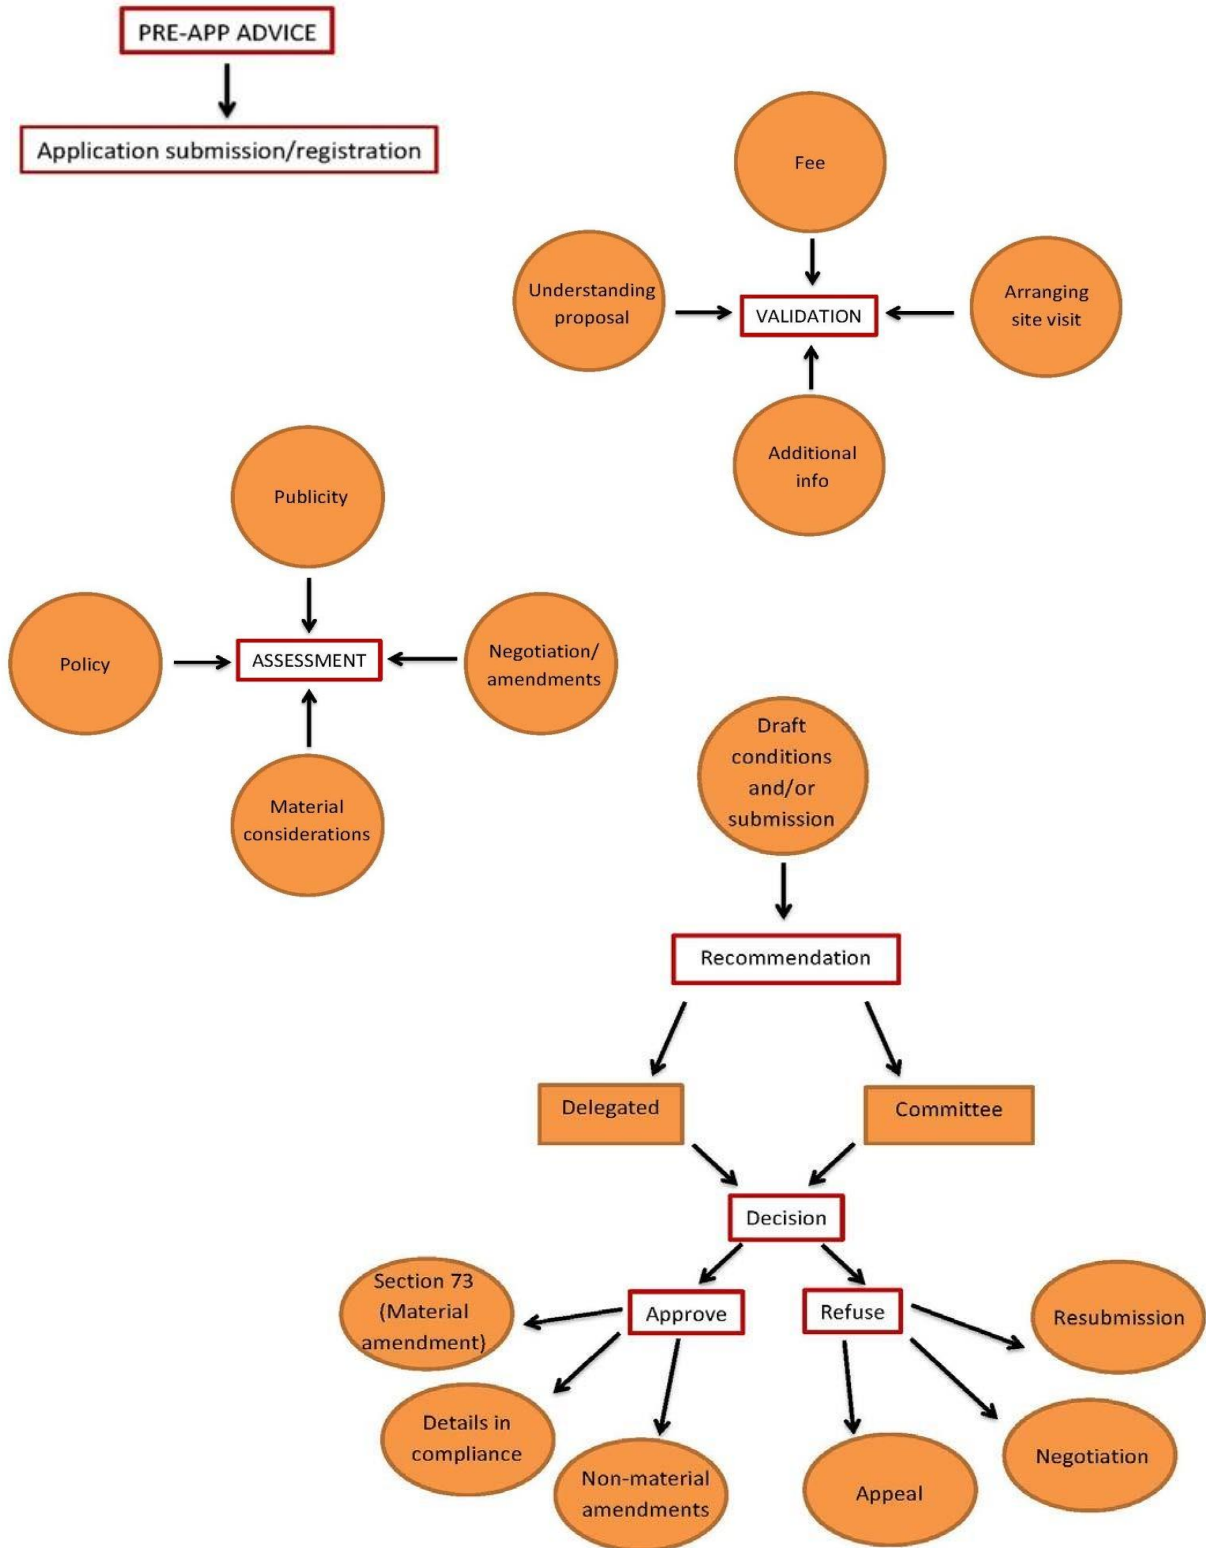 PRE-APP ADVICE
Application submission/registration
Fee
Understanding
proposal
VALIDATION
Arranging
site visit
Additional
info
Publicity
Policy
ASSESSMENT
Negotiation/
amendments
Material
considerations
Draft
conditions
and/or
submission
Recommendation
Delegated
Committee
Decision
Section 73
(Material
amendment)
Approve
Refuse
Resubmission
Details in
compliance
Non-material
amendments
Appeal
Negotiation